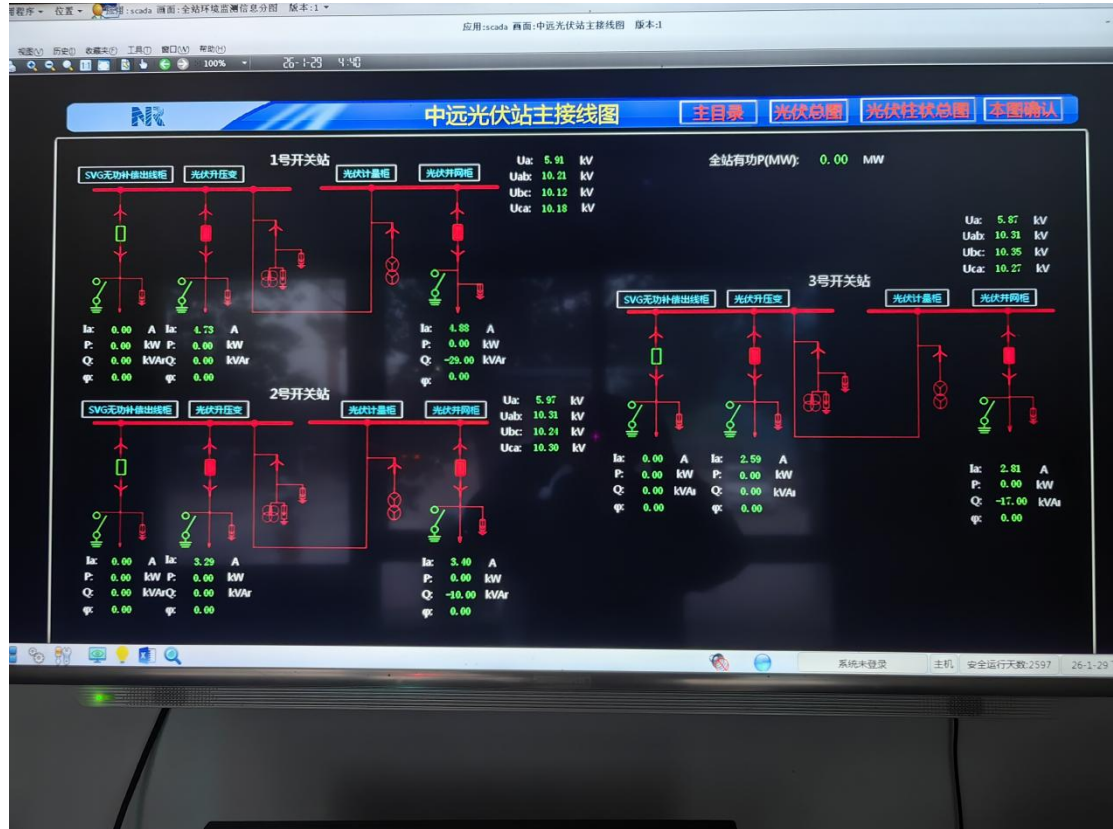 位置 应用:scada 画面:全站环境监测信息分图 版本:1
应用:scada 画面:中远光伏站主接线图 版本:1
视图(V) 历史(I) 收藏夹(F) 工具(T) 窗口(W) 帮助(H)
100% 26-1-29 4:40
NR 中远光伏站主接线图 主目录 光伏总图 光伏柱状总图 本图确认
1号开关站
SVG无功补偿出线柜 光伏升压变 光伏计量柜 光伏并网柜
Ua: 5.91 kV
Uab: 10.21 kV
Ubc: 10.12 kV
Uca: 10.18 kV
全站有功P(MW): 0.00 MW
Ia: 0.00 A Ia: 4.73 A
P: 0.00 kW P: 0.00 kW
Q: 0.00 kVArQ: 0.00 kVAr
φ: 0.00 φ: 0.00
Ia: 4.88 A
P: 0.00 kW
Q: -29.00 kVAr
φ: 0.00
2号开关站
SVG无功补偿出线柜 光伏升压变 光伏计量柜 光伏并网柜
Ua: 5.97 kV
Uab: 10.31 kV
Ubc: 10.24 kV
Uca: 10.30 kV
Ia: 0.00 A Ia: 3.29 A
P: 0.00 kW P: 0.00 kW
Q: 0.00 kVArQ: 0.00 kVAr
φ: 0.00 φ: 0.00
Ia: 3.40 A
P: 0.00 kW
Q: -10.00 kVAr
φ: 0.00
Ua: 5.87 kV
Uab: 10.31 kV
Ubc: 10.35 kV
Uca: 10.27 kV
3号开关站
SVG无功补偿出线柜 光伏升压变 光伏计量柜 光伏并网柜
Ia: 0.00 A Ia: 2.59 A
P: 0.00 kW P: 0.00 kW
Q: 0.00 kVAr Q: 0.00 kVAr
φ: 0.00 φ: 0.00
Ia: 2.81 A
P: 0.00 kW
Q: -17.00 kVAr
φ: 0.00
系统未登录 主机 安全运行天数:2597 26-1-29